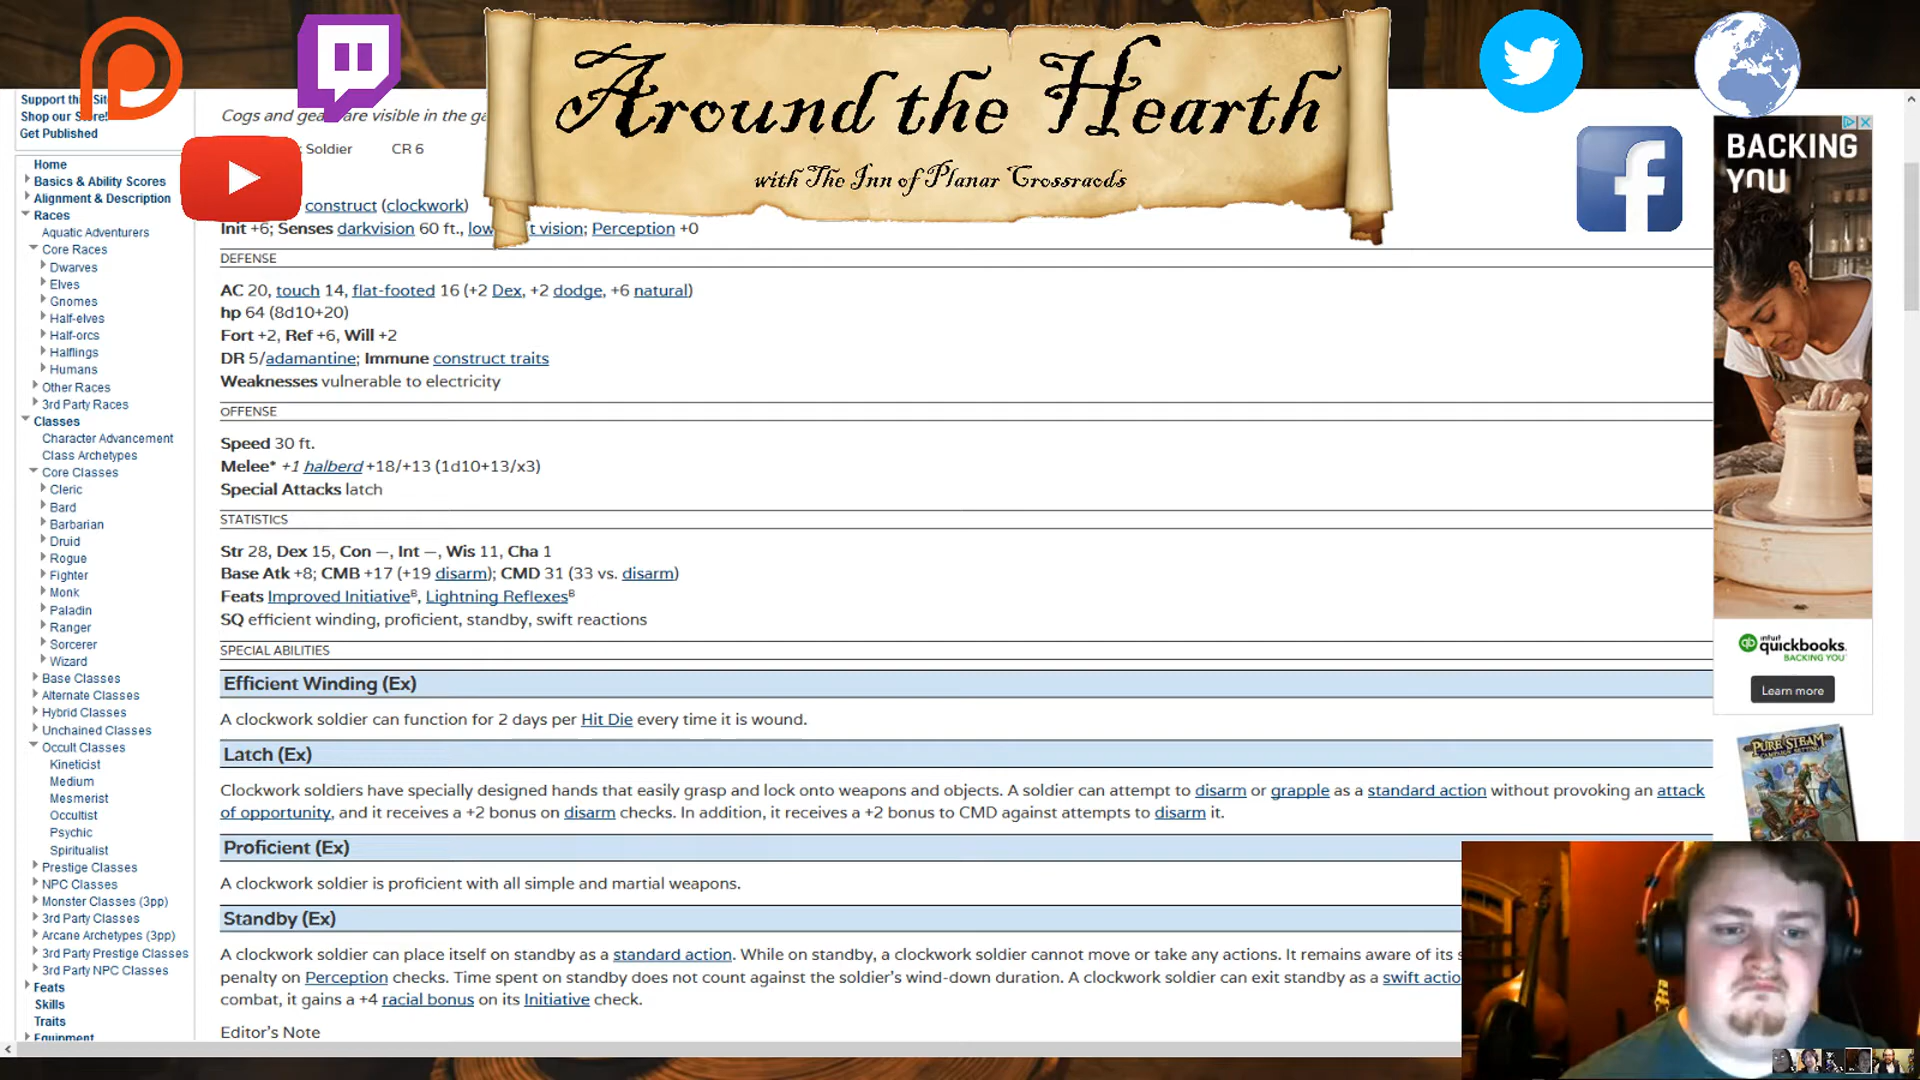 Around the Hearth
with The Inn of Planar Crossraods
Support this Site
Shop our Store!
Get Published
Home
Basics & Ability Scores
Alignment & Description
Races
Aquatic Adventurers
Core Races
Dwarves
Elves
Gnomes
Half-elves
Half-orcs
Halflings
Humans
Other Races
3rd Party Races
Classes
Character Advancement
Class Archetypes
Core Classes
Cleric
Bard
Barbarian
Druid
Rogue
Fighter
Monk
Paladin
Ranger
Sorcerer
Wizard
Base Classes
Alternate Classes
Hybrid Classes
Unchained Classes
Occult Classes
Kineticist
Medium
Mesmerist
Occultist
Psychic
Spiritualist
Prestige Classes
NPC Classes
Monster Classes (3pp)
3rd Party Classes
Arcane Archetypes (3pp)
3rd Party Prestige Classes
3rd Party NPC Classes
Feats
Skills
Traits
Equipment
Cogs and gears are visible in the
Soldier CR 6
construct (clockwork)
Init +6; Senses darkvision 60 ft., low t vision; Perception +0
DEFENSE
AC 20, touch 14, flat-footed 16 (+2 Dex, +2 dodge, +6 natural)
hp 64 (8d10+20)
Fort +2, Ref +6, Will +2
DR 5/adamantine; Immune construct traits
Weaknesses vulnerable to electricity
OFFENSE
Speed 30 ft.
Melee* +1 halberd +18/+13 (1d10+13/x3)
Special Attacks latch
STATISTICS
Str 28, Dex 15, Con —, Int —, Wis 11, Cha 1
Base Atk +8; CMB +17 (+19 disarm); CMD 31 (33 vs. disarm)
Feats Improved InitiativeB, Lightning ReflexesB
SQ efficient winding, proficient, standby, swift reactions
SPECIAL ABILITIES
Efficient Winding (Ex)
A clockwork soldier can function for 2 days per Hit Die every time it is wound.
Latch (Ex)
Clockwork soldiers have specially designed hands that easily grasp and lock onto weapons and objects. A soldier can attempt to disarm or grapple as a standard action without provoking an attack
of opportunity, and it receives a +2 bonus on disarm checks. In addition, it receives a +2 bonus to CMD against attempts to disarm it.
Proficient (Ex)
A clockwork soldier is proficient with all simple and martial weapons.
Standby (Ex)
A clockwork soldier can place itself on standby as a standard action. While on standby, a clockwork soldier cannot move or take any actions. It remains aware of its
penalty on Perception checks. Time spent on standby does not count against the soldier's wind-down duration. A clockwork soldier can exit standby as a swift actio
combat, it gains a +4 racial bonus on its Initiative check.
Editor's Note
BACKING
YOU
intuit
quickbooks.
BACKING YOU
Learn more
PURE STEAM